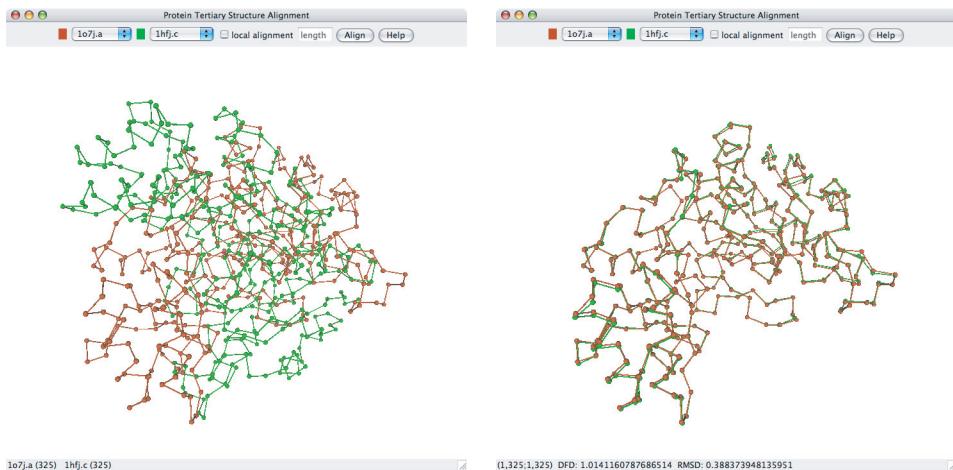 Protein Tertiary Structure Alignment
1o7j.a 1hfj.c local alignment length Align Help
1o7j.a (325) 1hfj.c (325)
Protein Tertiary Structure Alignment
1o7j.a 1hfj.c local alignment length Align Help
(1,325;1,325) DFD: 1.0141160787686514 RMSD: 0.388373948135951